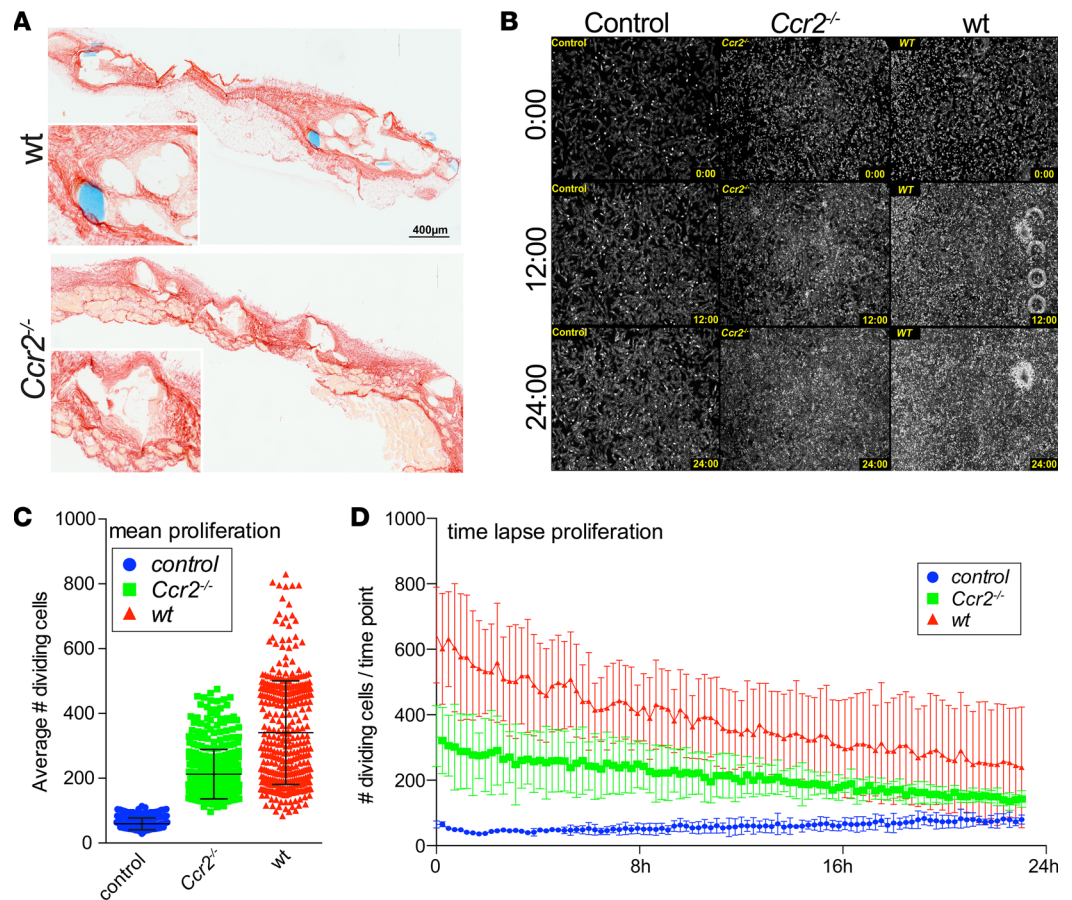 A
wt
400µm
Ccr2-/-
B
Control
Ccr2-/-
wt
0:00
12:00
24:00
Control
Ccr2-/-
WT
0:00
0:00
0:00
Control
Ccr2-/-
WT
12:00
12:00
12:00
Control
Ccr2-/-
WT
24:00
24:00
24:00
C
mean proliferation
control
Ccr2-/-
wt
Average # dividing cells
1000
800
600
400
200
0
control
Ccr2-/-
wt
D
time lapse proliferation
control
Ccr2-/-
wt
# dividing cells / time point
1000
800
600
400
200
0
0
8h
16h
24h